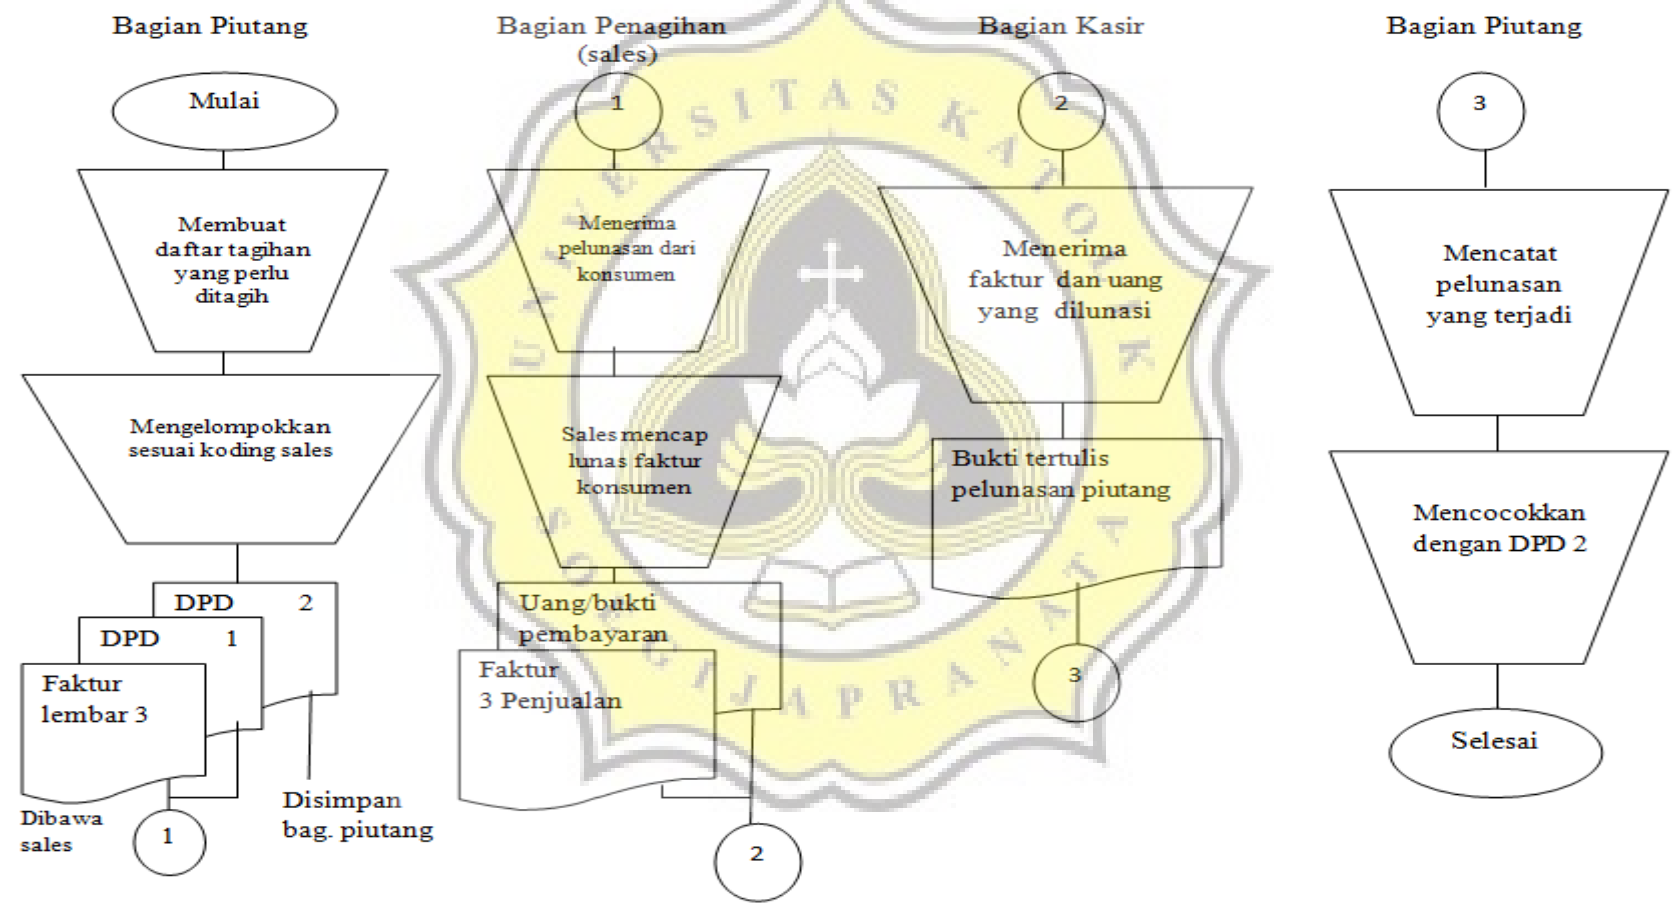 Bagian Piutang
Mulai
Membuat
daftar tagihan
yang perlu
ditagih
Mengelompokkan
sesuai koding sales
DPD 2
DPD 1
Faktur
lembar 3
Dibawa
sales
1
Disimpan
bag. piutang
Bagian Penagihan
(sales)
1
Menerima
pelunasan dari
konsumen
Sales mencap
lunas faktur
konsumen
Uang/bukti
pembayaran
Faktur
3 Penjualan
2
Bagian Kasir
2
Menerima
faktur dan uang
yang dilunasi
Bukti tertulis
pelunasan piutang
3
Bagian Piutang
3
Mencatat
pelunasan
yang terjadi
Mencocokkan
dengan DPD 2
Selesai
UNIVERSITAS KATOLIK
SOEGIJAPRANATA